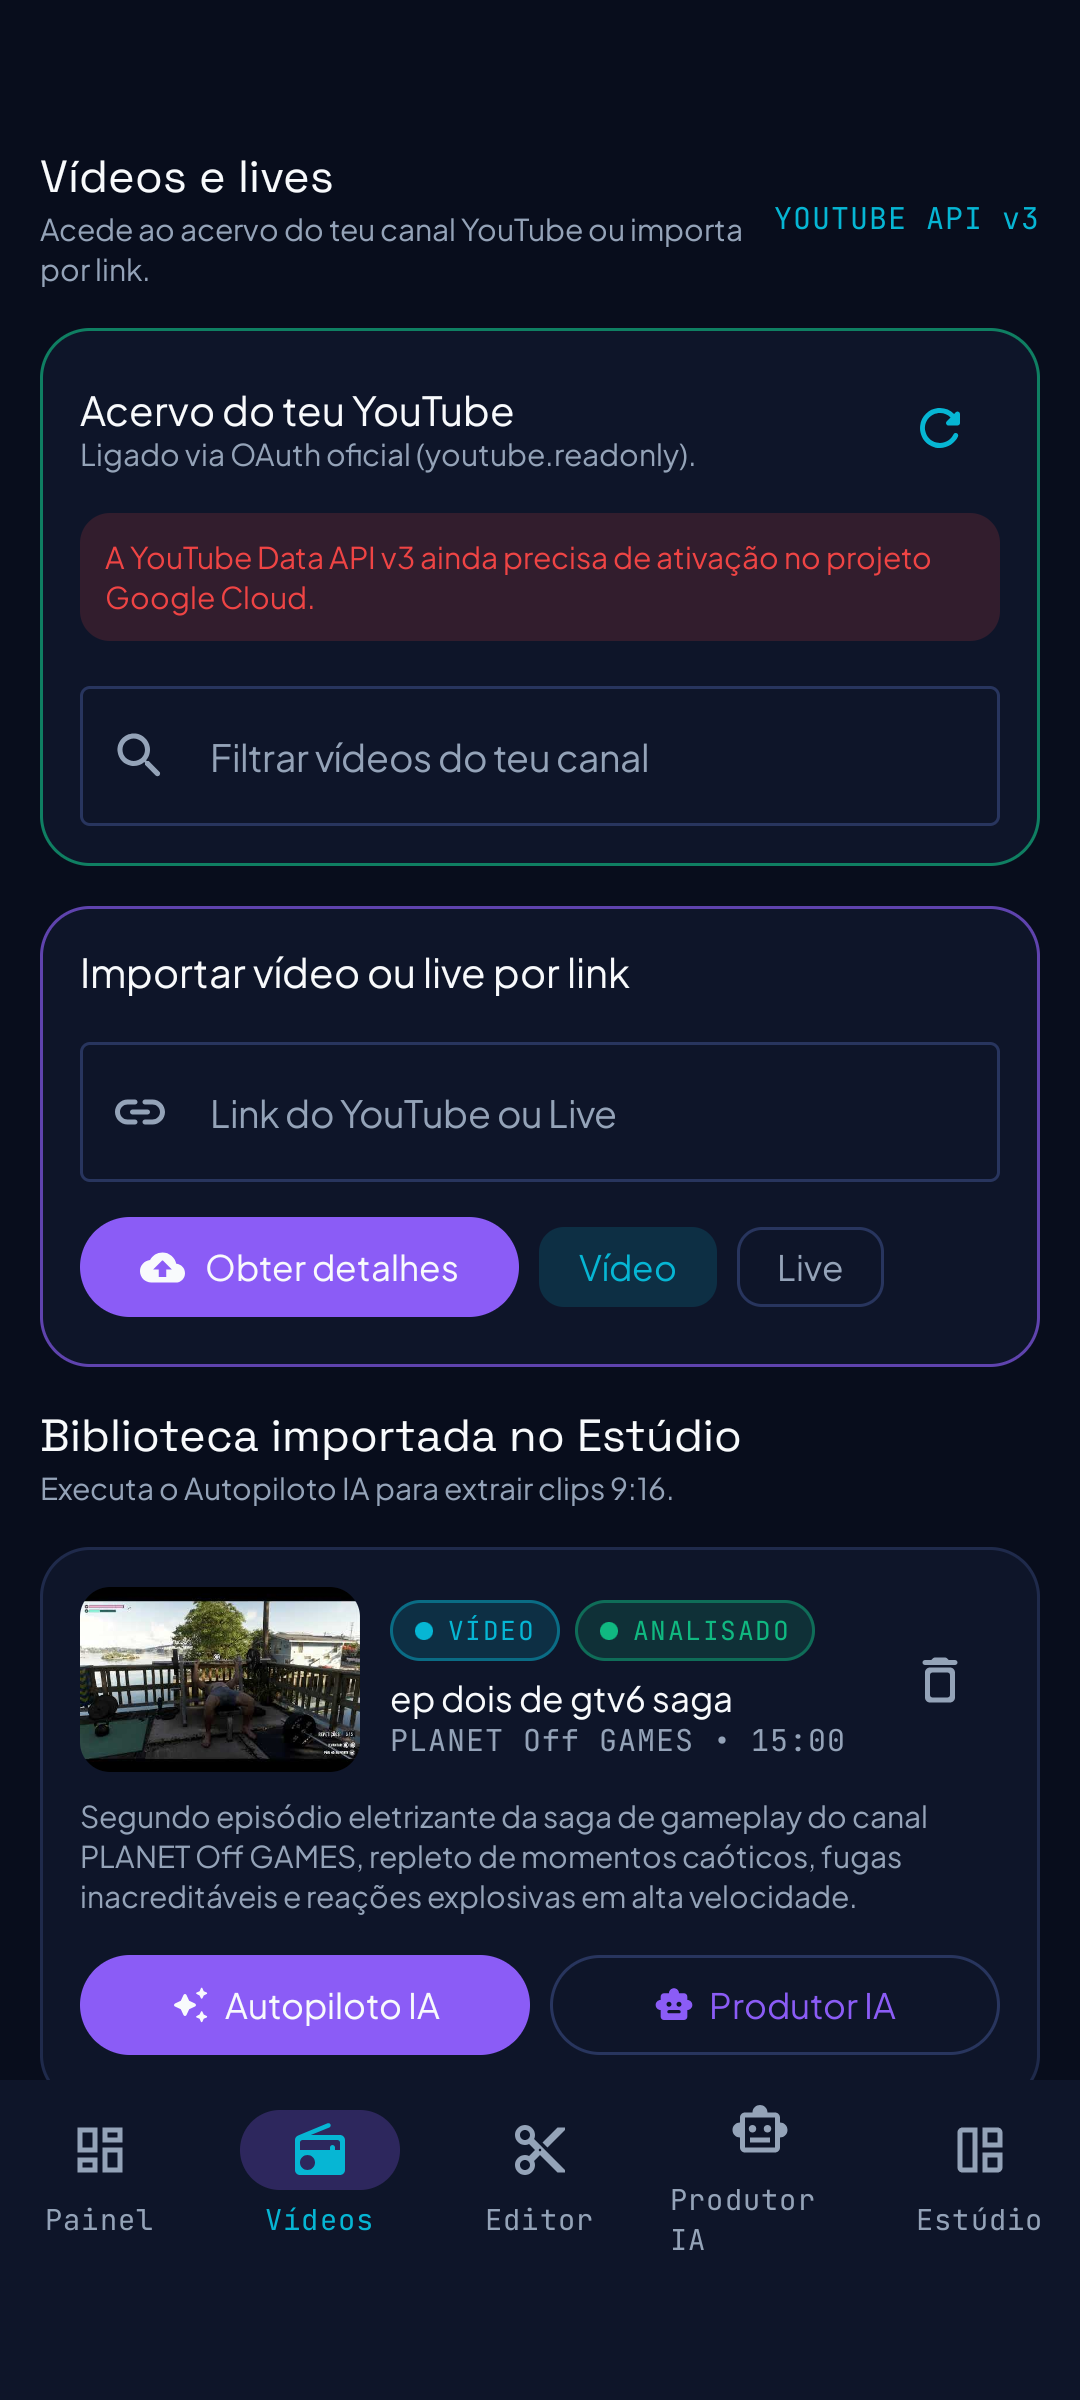 Vídeos e lives
Acede ao acervo do teu canal YouTube ou importa
por link.
YOUTUBE API v3
Acervo do teu YouTube
Ligado via OAuth oficial (youtube.readonly).
A YouTube Data API v3 ainda precisa de ativação no projeto
Google Cloud.
Filtrar vídeos do teu canal
Importar vídeo ou live por link
Link do YouTube ou Live
Obter detalhes
Vídeo
Live
Biblioteca importada no Estúdio
Executa o Autopiloto IA para extrair clips 9:16.
VÍDEO
ANALISADO
ep dois de gtv6 saga
PLANET Off GAMES • 15:00
Segundo episódio eletrizante da saga de gameplay do canal
PLANET Off GAMES, repleto de momentos caóticos, fugas
inacreditáveis e reações explosivas em alta velocidade.
Autopiloto IA
Produtor IA
Painel
Vídeos
Editor
Produtor
IA
Estúdio